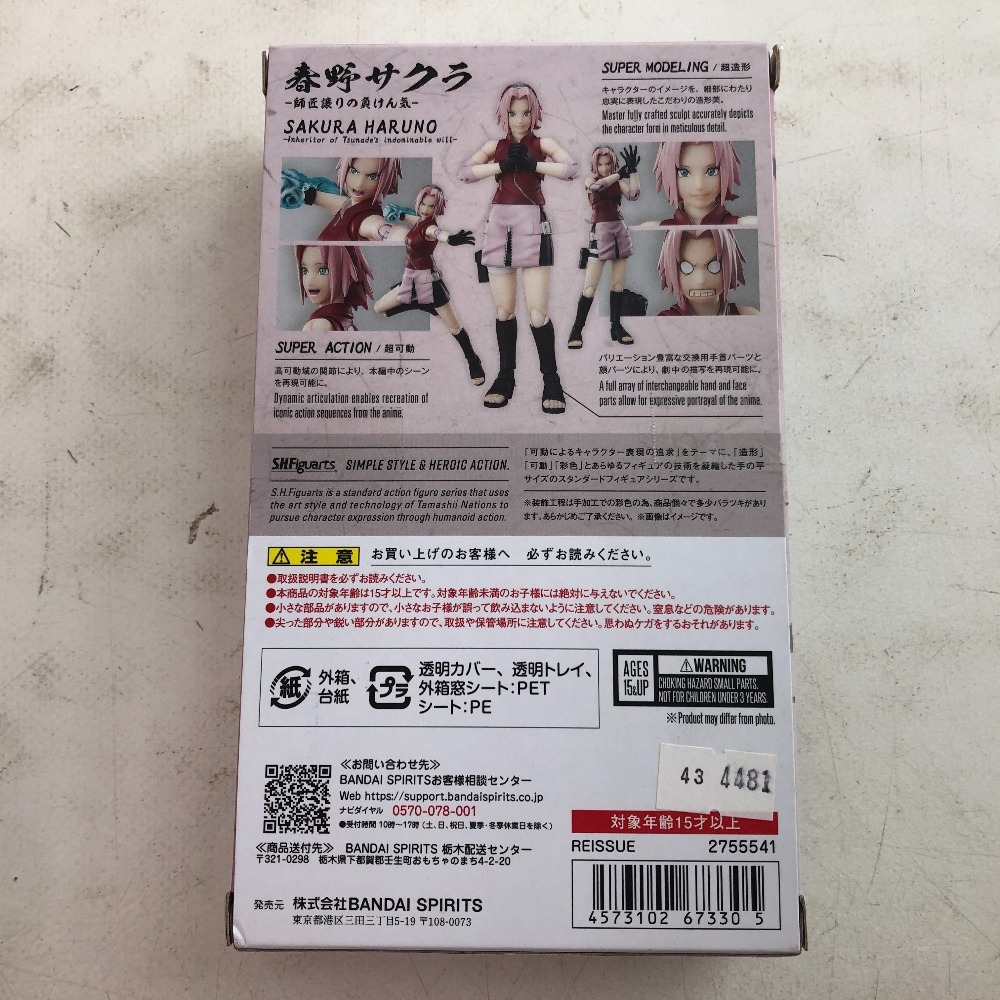 春野サクラ
-師匠譲りの負けん気-
SAKURA HARUNO
-Inheritor of Tsunade's indominable will-
SUPER MODELING / 超造形
キャラクターのイメージを、細部にわたり
忠実に表現したこだわりの造形美。
Master fully crafted sculpt accurately depicts
the character form in meticulous detail.
SUPER ACTION / 超可動
高可動域の関節により、本編中のシーン
を再現可能に。
Dynamic articulation enables recreation of
iconic action sequences from the anime.
バリエーション豊富な交換用手首パーツと
顔パーツにより、劇中の描写を再現可能に。
A full array of interchangeable hand and face
parts allow for expressive portrayal of the anime.
S.H.Figuarts SIMPLE STYLE & HEROIC ACTION.
S.H.Figuarts is a standard action figure series that uses
the art style and technology of Tamashii Nations to
pursue character expression through humanoid action.
「可動によるキャラクター表現の追求」をテーマに、「造形」
「可動」「彩色」とあらゆるフィギュアの技術を凝縮した手の平
サイズのスタンダードフィギュアシリーズです。
※装飾工程は手加工での彩色の為、商品個々で多少バラツキがあり
ます。あらかじめご了承ください。※画像はイメージです。
注意 お買い上げのお客様へ 必ずお読みください。
●取扱説明書を必ずお読みください。
●本商品の対象年齢は15才以上です。対象年齢未満のお子様には絶対に与えないでください。
●小さな部品がありますので、小さなお子様が誤って飲み込まないように注意してください。窒息などの危険があります。
●尖った部分や鋭い部分がありますので、取扱や保管場所に注意してください。思わぬケガをするおそれがあります。
紙 外箱、
台紙
プラ 透明カバー、透明トレイ、
外箱窓シート:PET
シート:PE
AGES
15&UP
WARNING
CHOKING HAZARD SMALL PARTS.
NOT FOR CHILDREN UNDER 3 YEARS.
※Product may differ from photo.
≪お問い合わせ先≫
BANDAI SPIRITSお客様相談センター
Web https://support.bandaispirits.co.jp
ナビダイヤル 0570-078-001
●受付時間 10時~17時(土、日、祝日、夏季・冬季休業日を除く)
≪商品送付先≫ BANDAI SPIRITS 栃木配送センター
〒321-0298 栃木県下都賀郡壬生町おもちゃのまち4-2-20
発売元 株式会社BANDAI SPIRITS
東京都港区三田三丁目5-19 〒108-0073
43 4481
対象年齢15才以上
REISSUE 2755541
4573102 67330 5